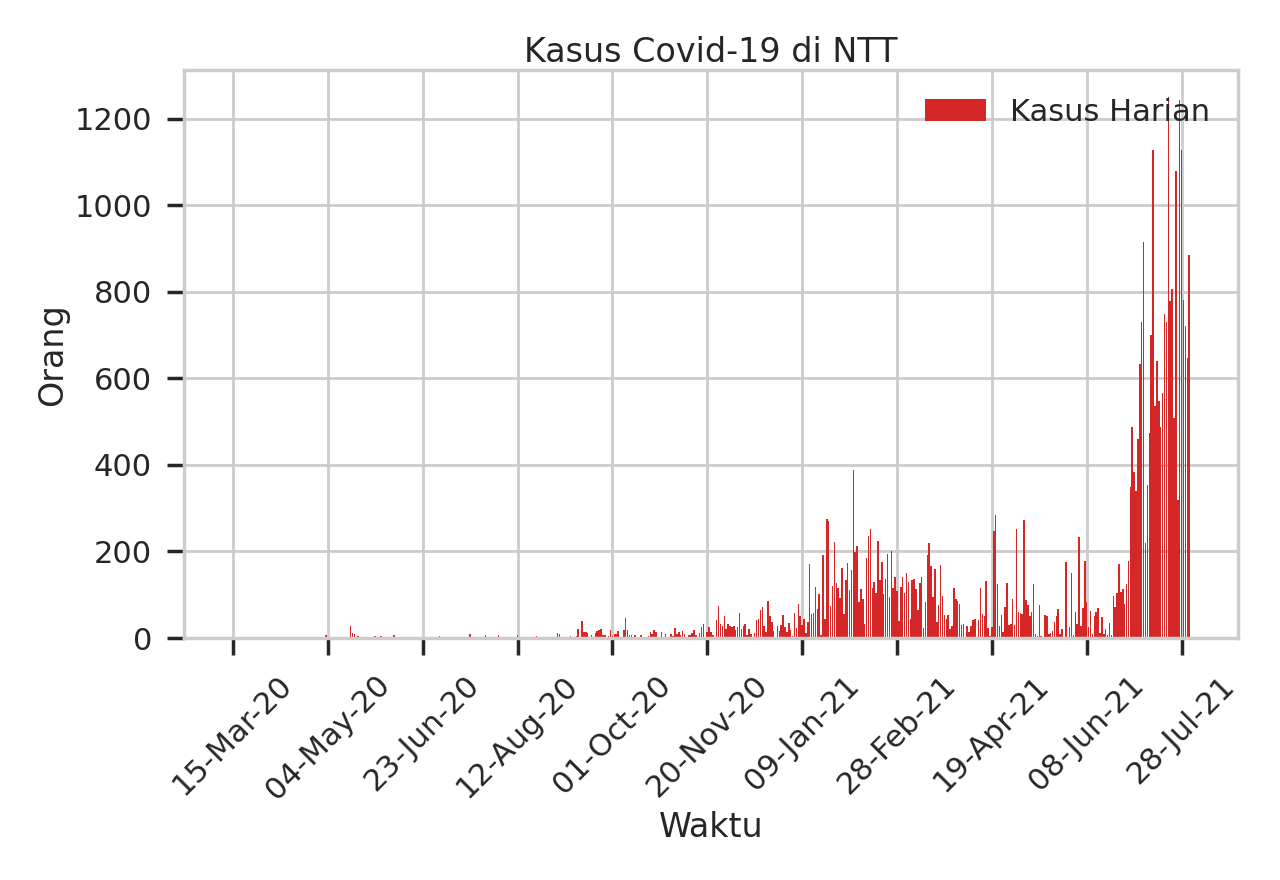 Kasus Covid-19 di NTT
Kasus Harian
1200
1000
800
600
400
200
0
Orang
15-Mar-20
04-May-20
23-Jun-20
12-Aug-20
01-Oct-20
20-Nov-20
09-Jan-21
28-Feb-21
19-Apr-21
08-Jun-21
28-Jul-21
Waktu